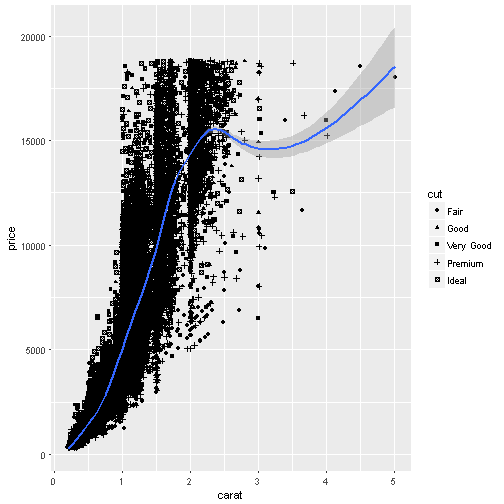 20000
15000
10000
5000
0
price
0 1 2 3 4 5
carat
cut
Fair
Good
Very Good
Premium
Ideal